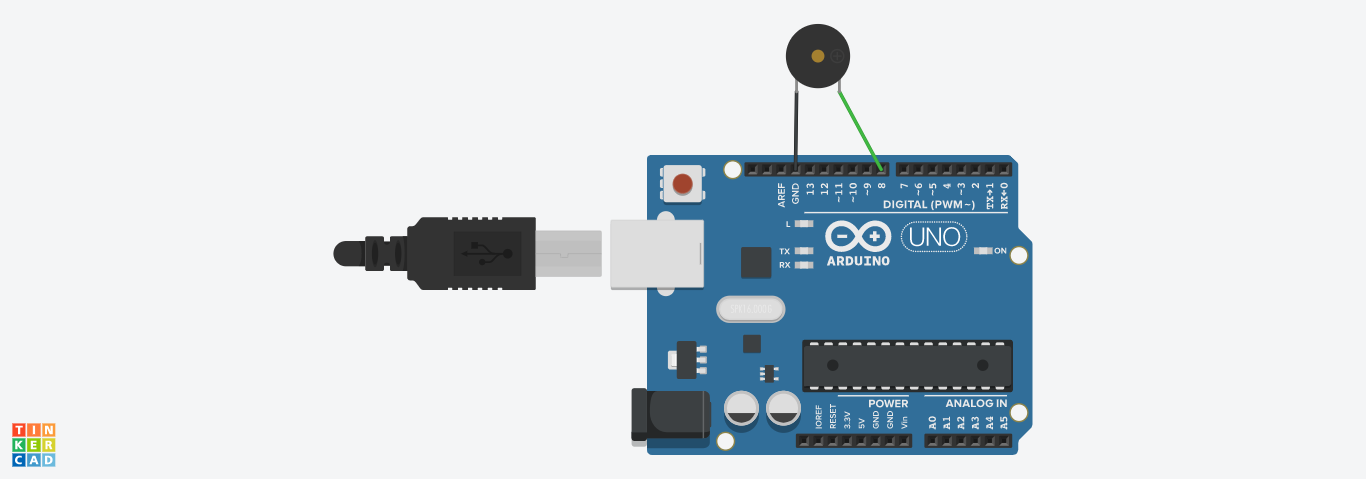 AREF
GND
13
12
~11
~10
~9
8
7
~6
~5
4
~3
2
TX→1
RX←0
DIGITAL (PWM~)
L
TX
RX
UNO
ARDUINO
ON
POWER
ANALOG IN
IOREF
RESET
3.3V
5V
GND
GND
Vin
A0
A1
A2
A3
A4
A5
TIN
KER
CAD